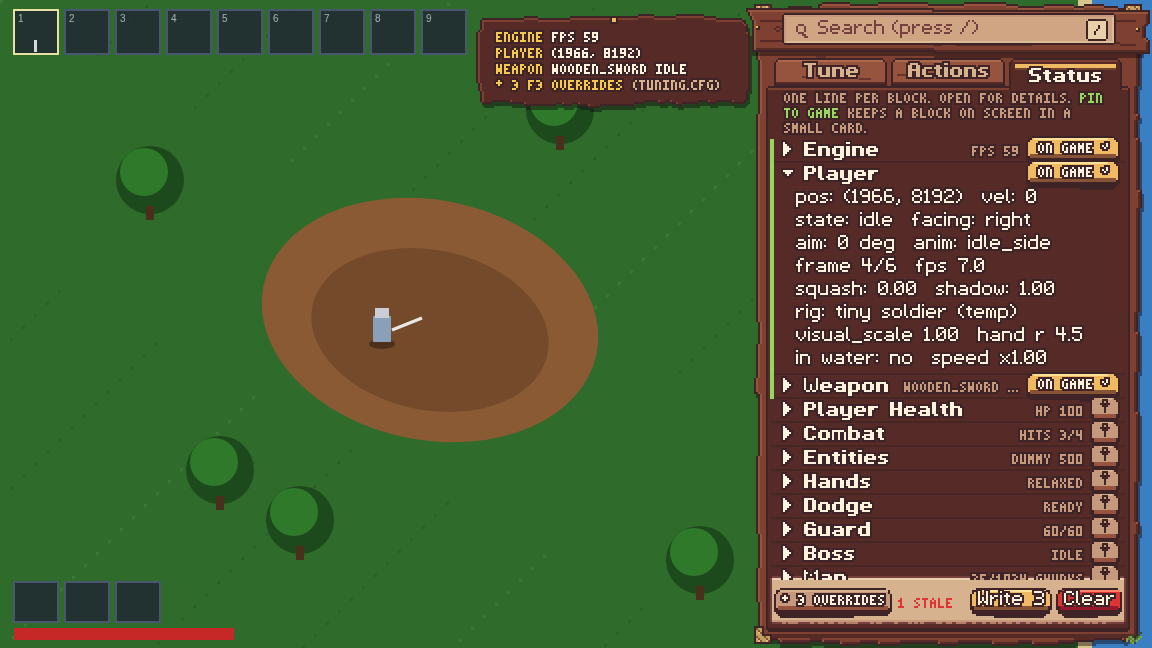 1 2 3 4 5 6 7 8 9
ENGINE FPS 59
PLAYER (1966, 8192)
WEAPON WOODEN_SWORD IDLE
+ 3 F3 OVERRIDES (TUNING.CFG)
Search (press /) /
Tune Actions Status
ONE LINE PER BLOCK. OPEN FOR DETAILS. PIN
TO GAME KEEPS A BLOCK ON SCREEN IN A
SMALL CARD.
Engine FPS 59 ON GAME
Player ON GAME
pos: (1966, 8192) vel: 0
state: idle facing: right
aim: 0 deg anim: idle_side
frame 4/6 fps 7.0
squash: 0.00 shadow: 1.00
rig: tiny soldier (temp)
visual_scale 1.00 hand r 4.5
in water: no speed x1.00
Weapon WOODEN_SWORD ... ON GAME
Player Health HP 100
Combat HITS 3/4
Entities DUMMY 500
Hands RELAXED
Dodge READY
Guard 60/60
Boss IDLE
Map
+ 3 OVERRIDES 1 STALE Write 3 Clear